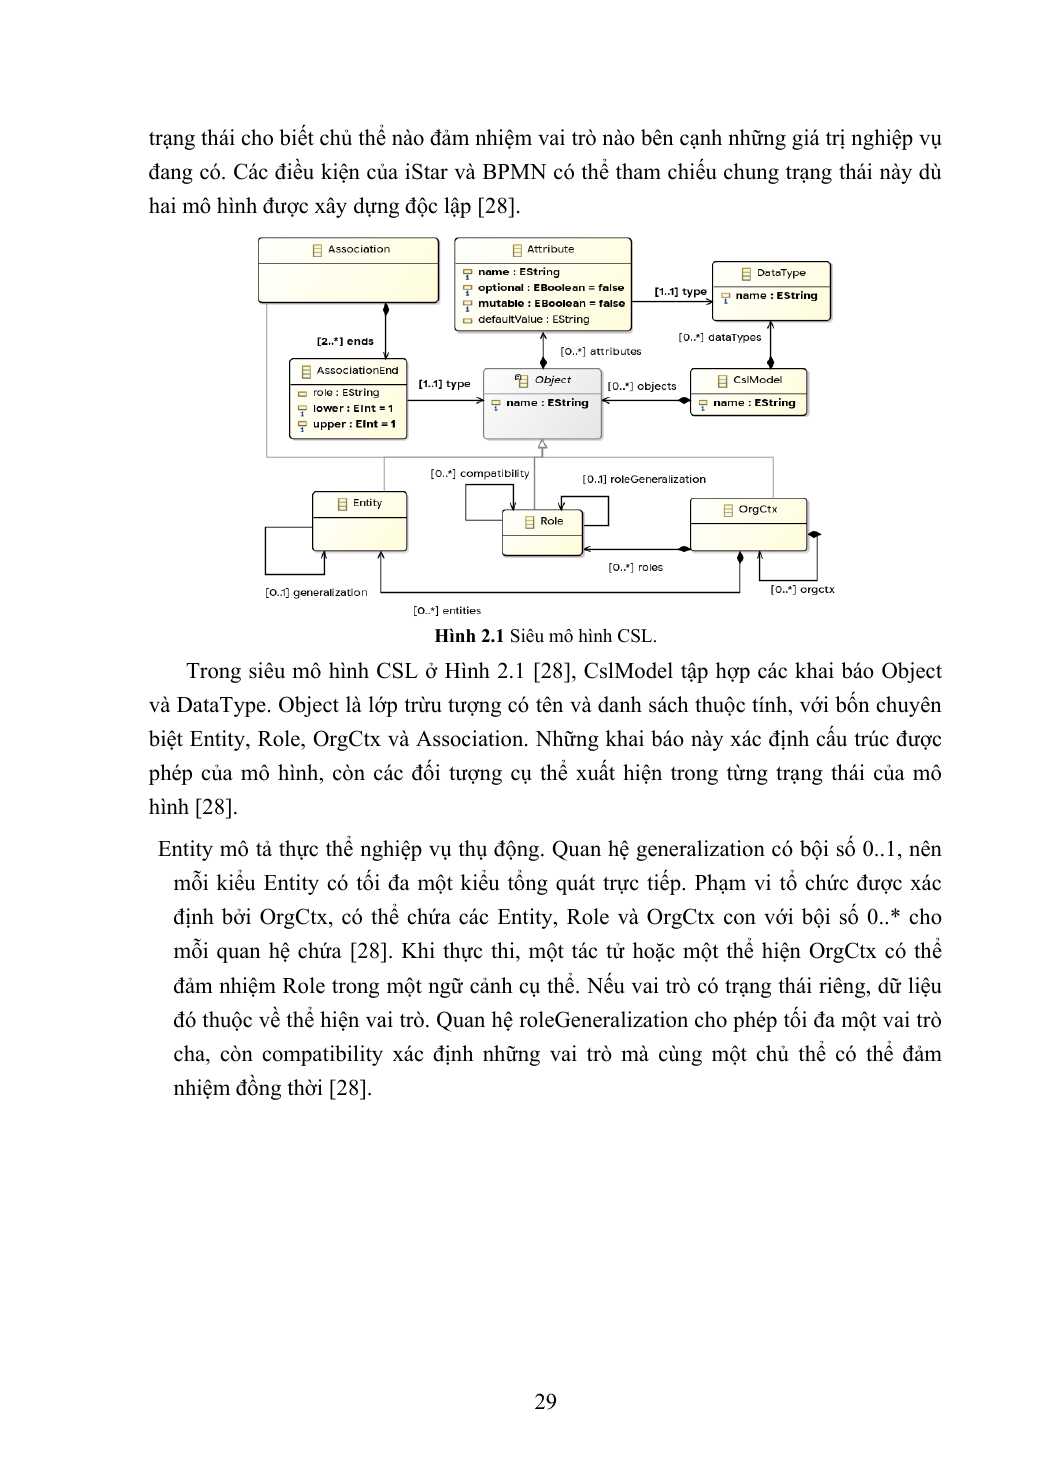 trạng thái cho biết chủ thể nào đảm nhiệm vai trò nào bên cạnh những giá trị nghiệp vụ
đang có. Các điều kiện của iStar và BPMN có thể tham chiếu chung trạng thái này dù
hai mô hình được xây dựng độc lập [28].
Association
Attribute
name : EString
optional : EBoolean = false
mutable : EBoolean = false
defaultValue : EString
[1..1] type
DataType
name : EString
[2..*] ends
[0..*] attributes
[0..*] dataTypes
AssociationEnd
role : EString
lower : EInt = 1
upper : EInt = 1
[1..1] type
Object
name : EString
[0..*] objects
CslModel
name : EString
[0..*] compatibility
[0..1] roleGeneralization
Entity
Role
OrgCtx
[0..*] roles
[0..1] generalization
[0..*] orgctx
[0..*] entities
Hình 2.1 Siêu mô hình CSL.
Trong siêu mô hình CSL ở Hình 2.1 [28], CslModel tập hợp các khai báo Object
và DataType. Object là lớp trừu tượng có tên và danh sách thuộc tính, với bốn chuyên
biệt Entity, Role, OrgCtx và Association. Những khai báo này xác định cấu trúc được
phép của mô hình, còn các đối tượng cụ thể xuất hiện trong từng trạng thái của mô
hình [28].
Entity mô tả thực thể nghiệp vụ thụ động. Quan hệ generalization có bội số 0..1, nên
mỗi kiểu Entity có tối đa một kiểu tổng quát trực tiếp. Phạm vi tổ chức được xác
định bởi OrgCtx, có thể chứa các Entity, Role và OrgCtx con với bội số 0..* cho
mỗi quan hệ chứa [28]. Khi thực thi, một tác tử hoặc một thể hiện OrgCtx có thể
đảm nhiệm Role trong một ngữ cảnh cụ thể. Nếu vai trò có trạng thái riêng, dữ liệu
đó thuộc về thể hiện vai trò. Quan hệ roleGeneralization cho phép tối đa một vai trò
cha, còn compatibility xác định những vai trò mà cùng một chủ thể có thể đảm
nhiệm đồng thời [28].
29